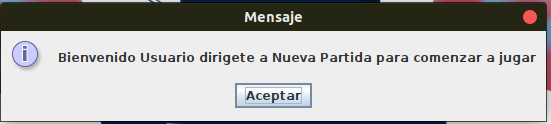 Mensaje
Bienvenido Usuario dirigete a Nueva Partida para comenzar a jugar
Aceptar